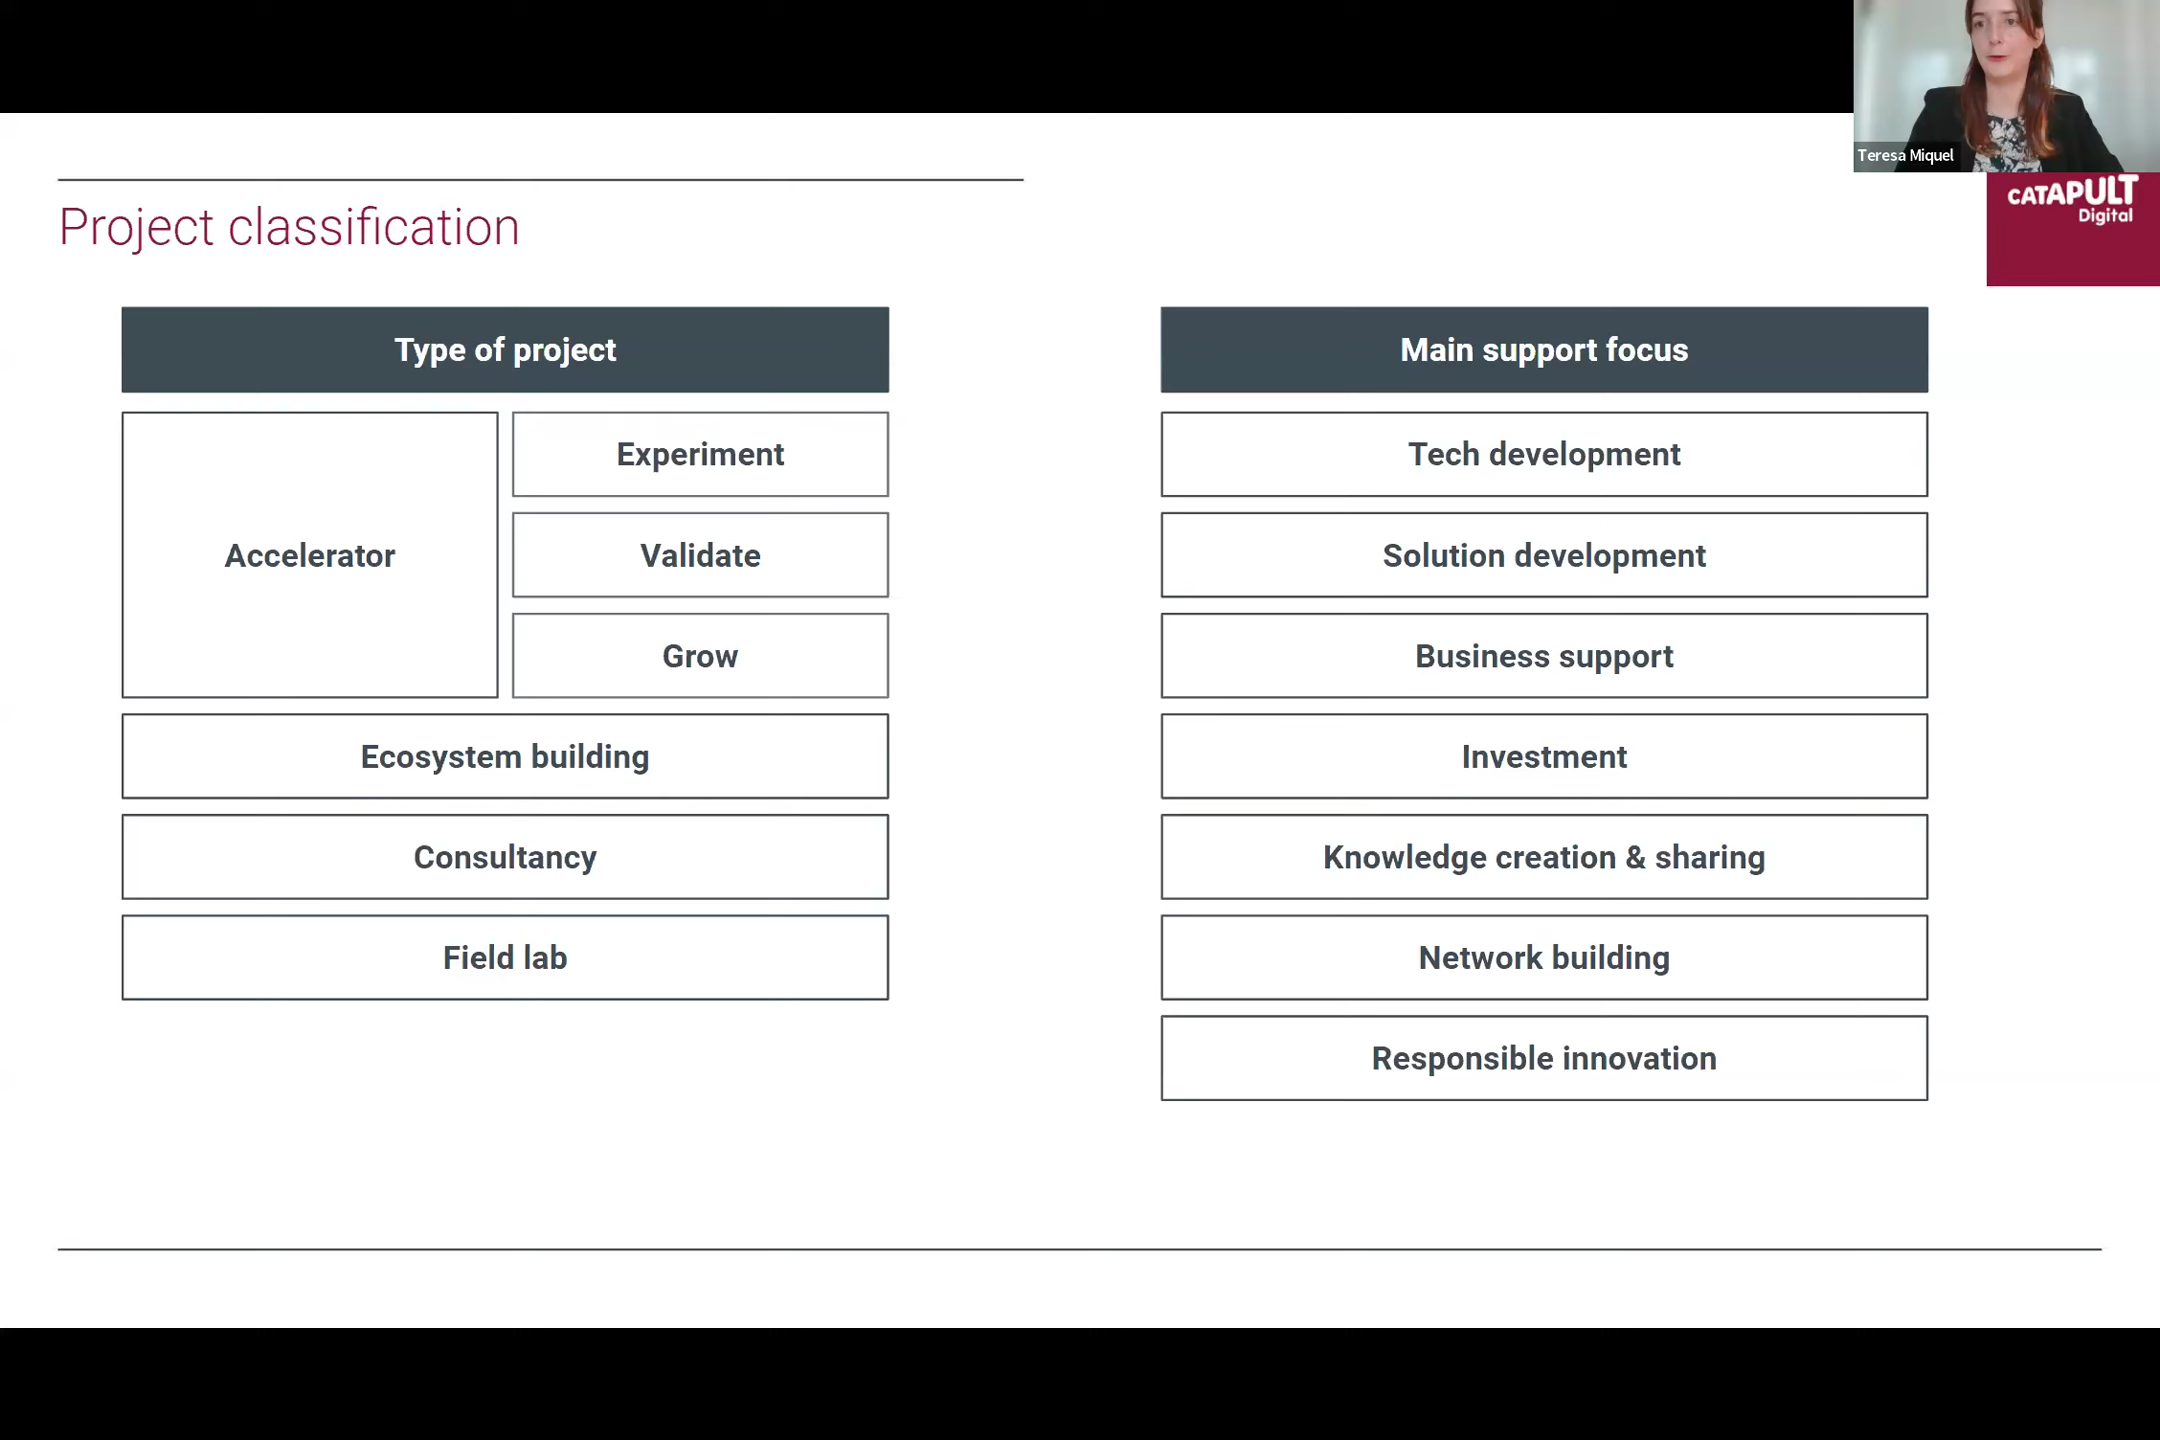 Teresa Miquel
CATAPULT
Digital
Project classification
Type of project
Accelerator
Experiment
Validate
Grow
Ecosystem building
Consultancy
Field lab
Main support focus
Tech development
Solution development
Business support
Investment
Knowledge creation & sharing
Network building
Responsible innovation